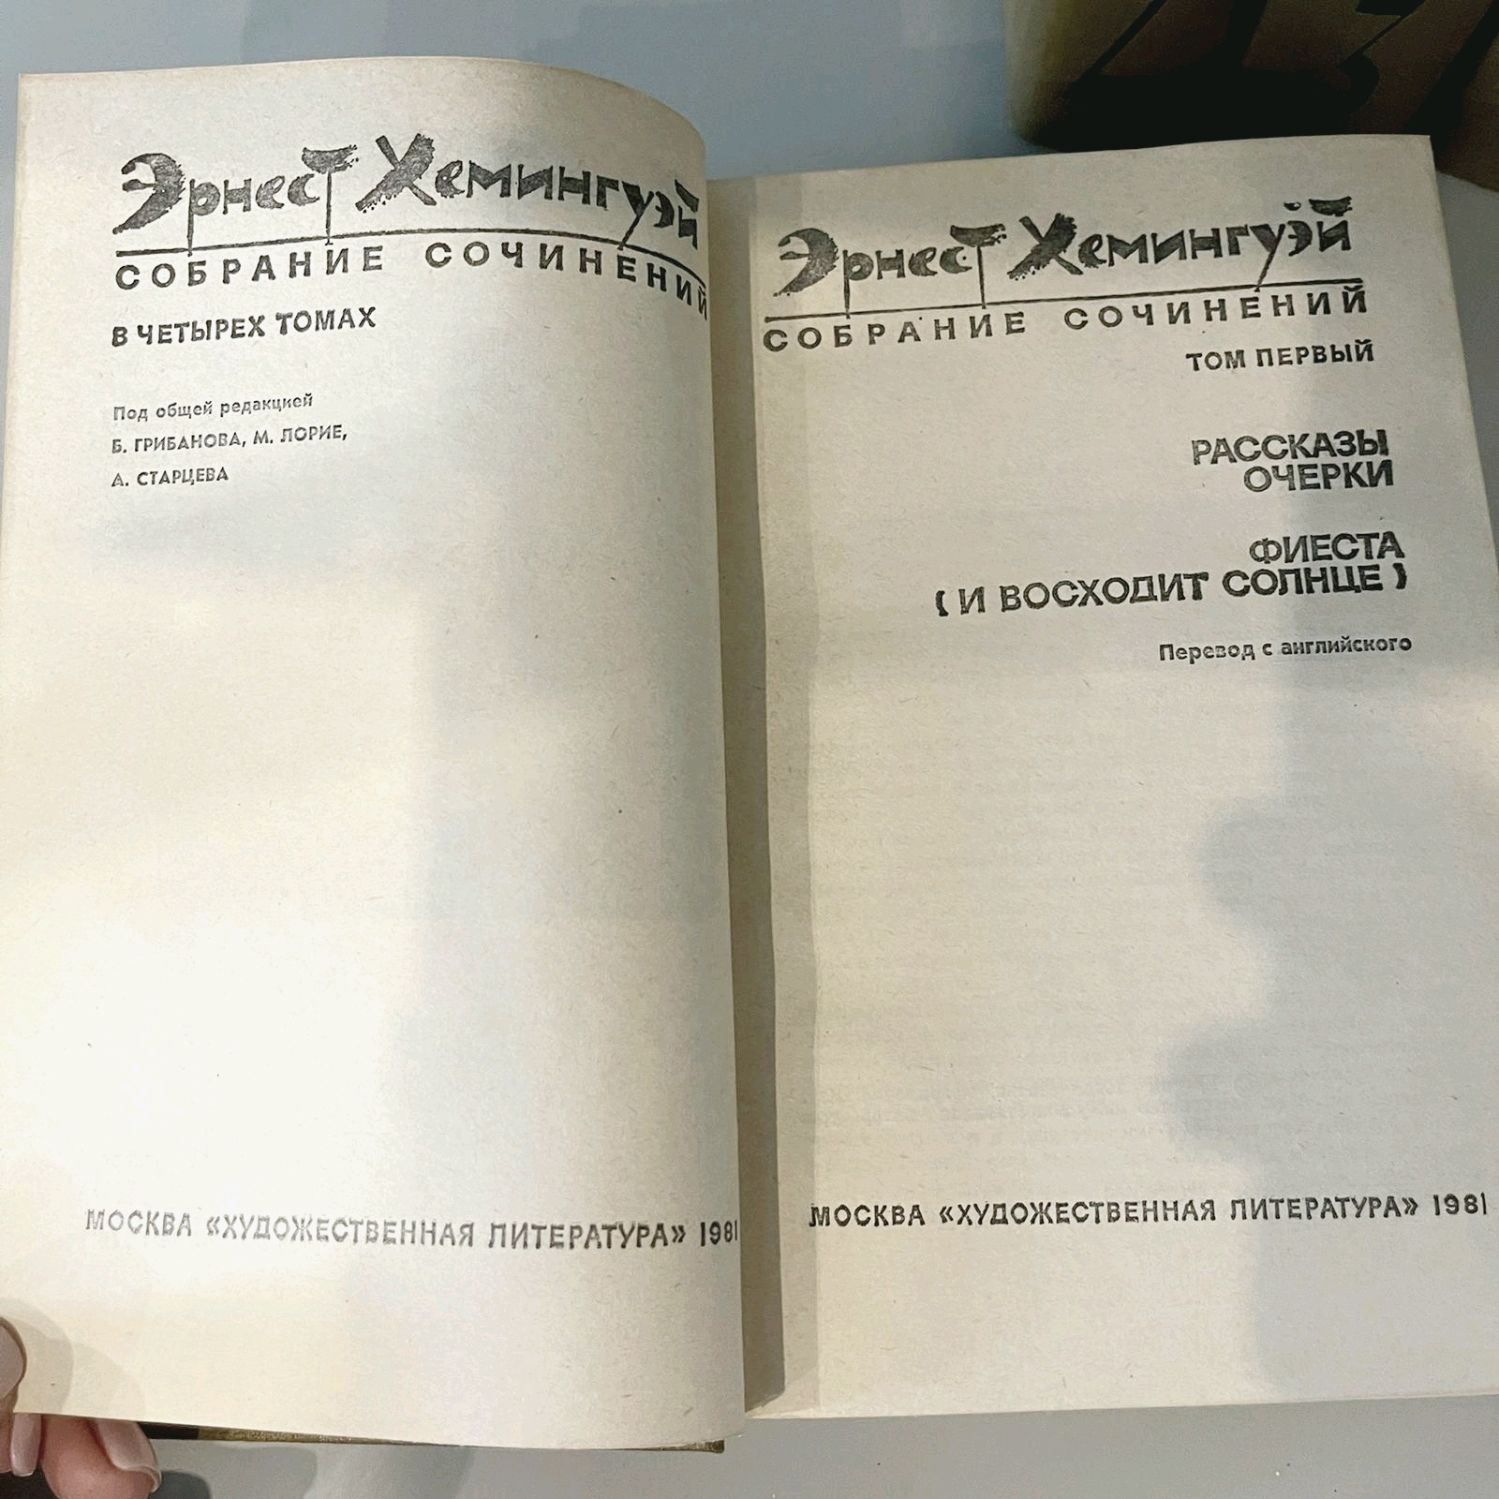 Эрнест Хемингуэй
СОБРАНИЕ СОЧИНЕНИЙ
В ЧЕТЫРЕХ ТОМАХ
Под общей редакцией
Б. ГРИБАНОВА, М. ЛОРИЕ,
А. СТАРЦЕВА
МОСКВА «ХУДОЖЕСТВЕННАЯ ЛИТЕРАТУРА» 1981
Эрнест Хемингуэй
СОБРАНИЕ СОЧИНЕНИЙ
ТОМ ПЕРВЫЙ
РАССКАЗЫ
ОЧЕРКИ
ФИЕСТА
(И ВОСХОДИТ СОЛНЦЕ)
Перевод с английского
МОСКВА «ХУДОЖЕСТВЕННАЯ ЛИТЕРАТУРА» 1981